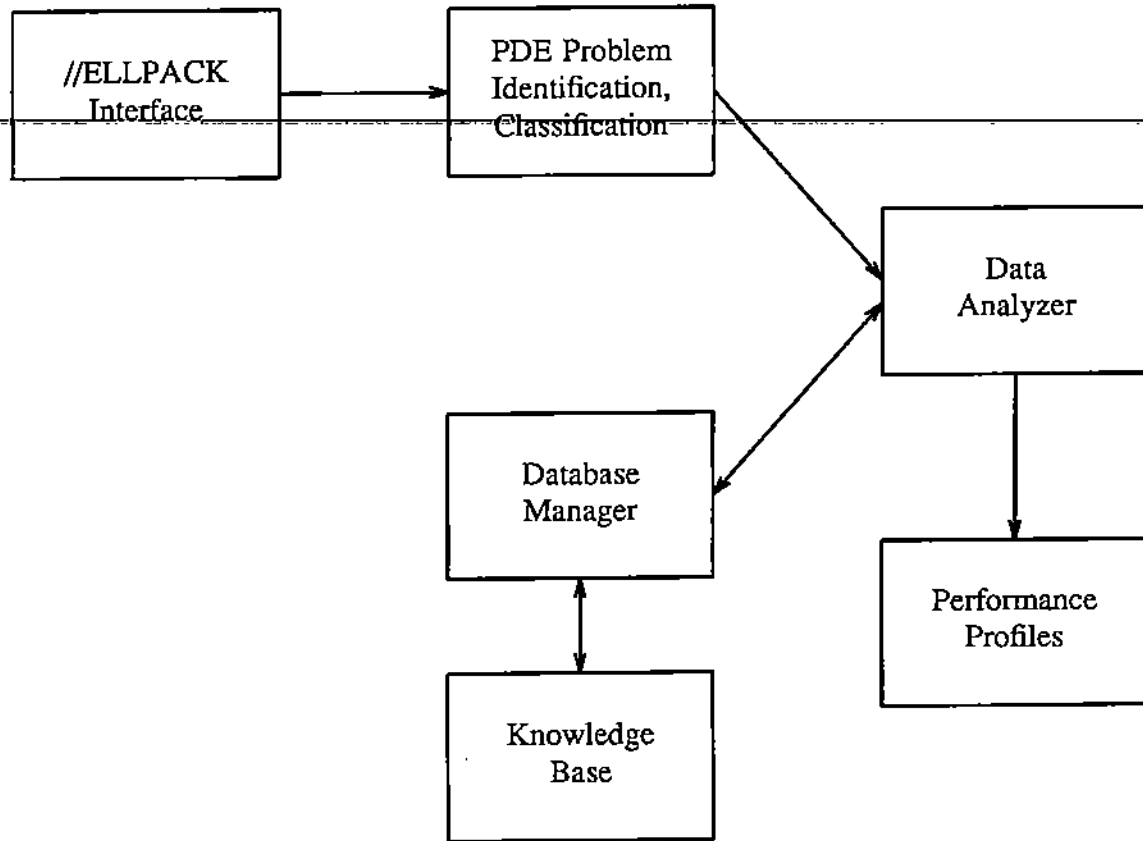 //ELLPACK
Interface
PDE Problem
Identification,
Classification
Data
Analyzer
Database
Manager
Performance
Profiles
Knowledge
Base